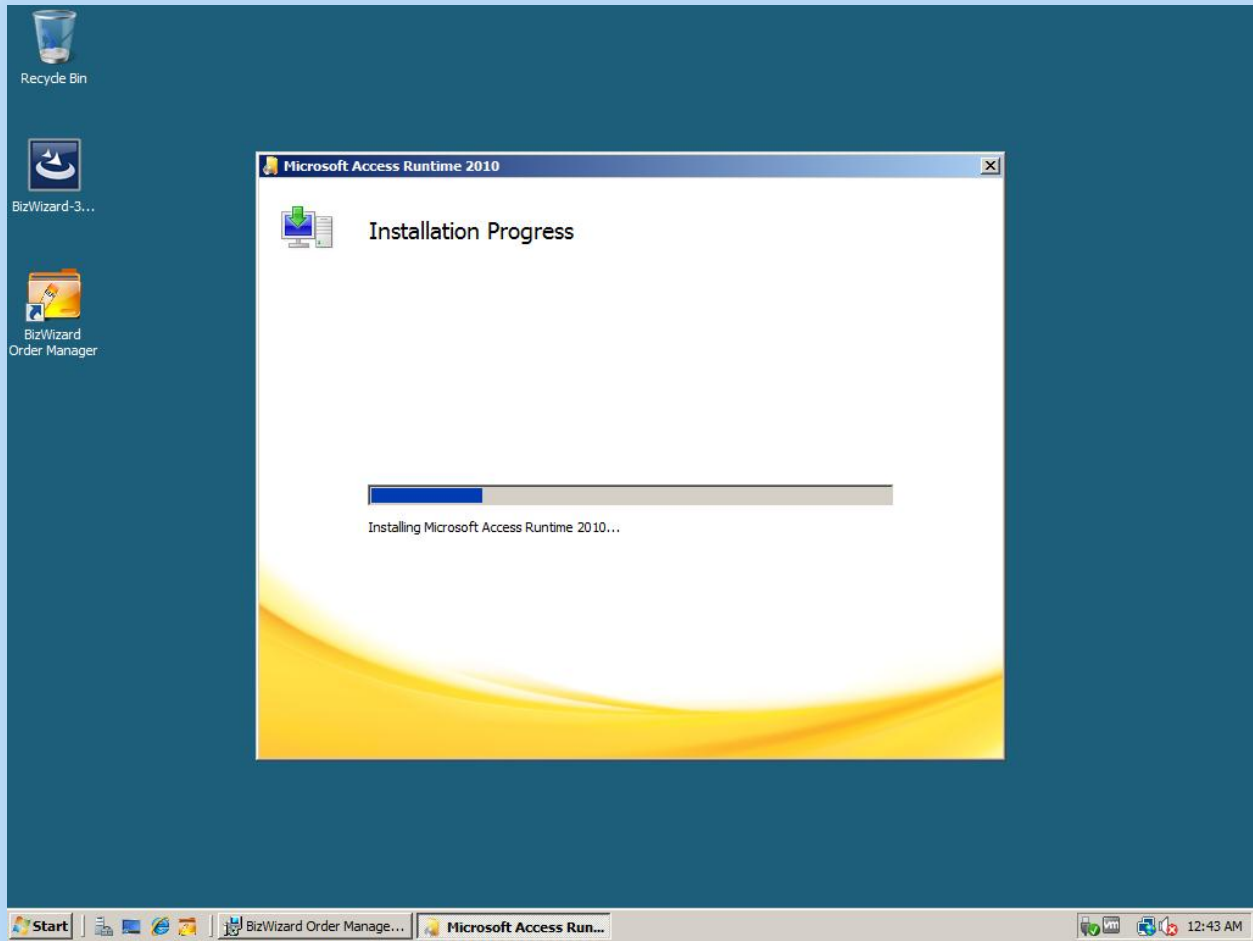 Recycle Bin
BizWizard-3...
BizWizard
Order Manager
Microsoft Access Runtime 2010
Installation Progress
Installing Microsoft Access Runtime 2010...
Start
BizWizard Order Manage...
Microsoft Access Run...
12:43 AM